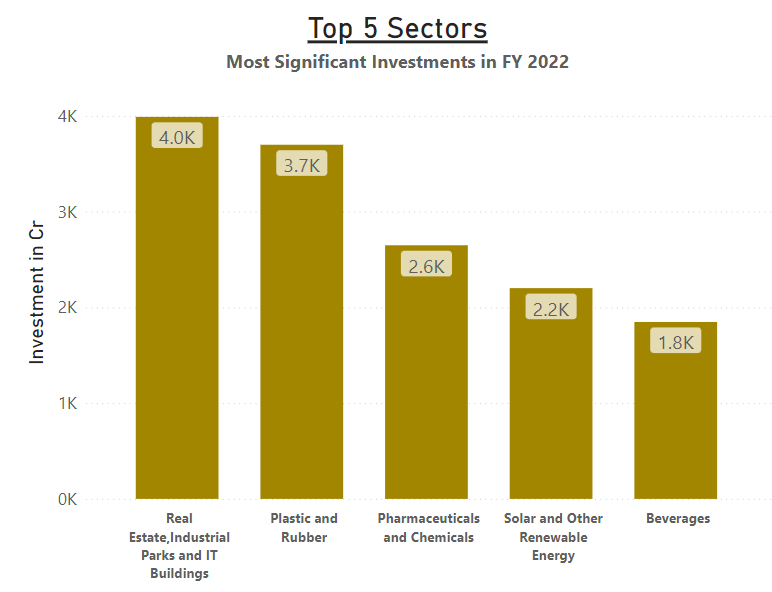 Top 5 Sectors
Most Significant Investments in FY 2022
Investment in Cr
4K
3K
2K
1K
0K
4.0K
3.7K
2.6K
2.2K
1.8K
Real
Estate,Industrial
Parks and IT
Buildings
Plastic and
Rubber
Pharmaceuticals
and Chemicals
Solar and Other
Renewable
Energy
Beverages